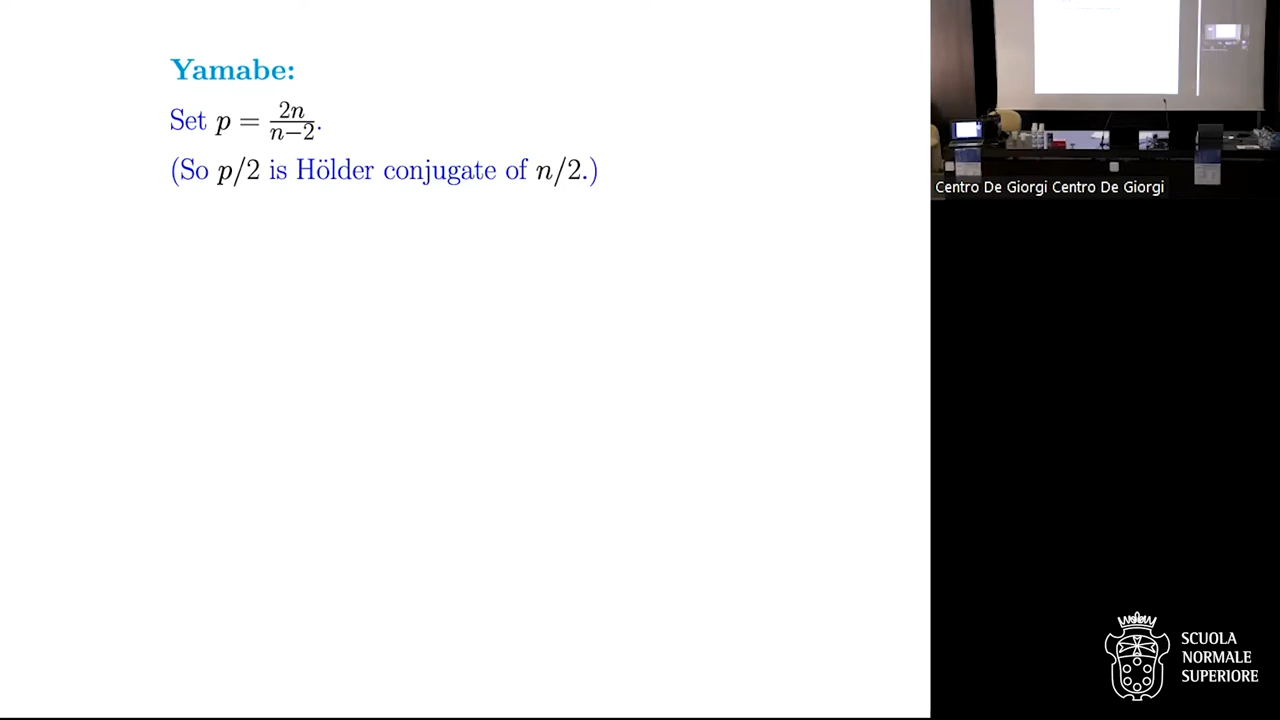 Yamabe:
Set p = \frac{2n}{n-2}.
(So p/2 is Hölder conjugate of n/2.)
Centro De Giorgi Centro De Giorgi
SCUOLA
NORMALE
SUPERIORE